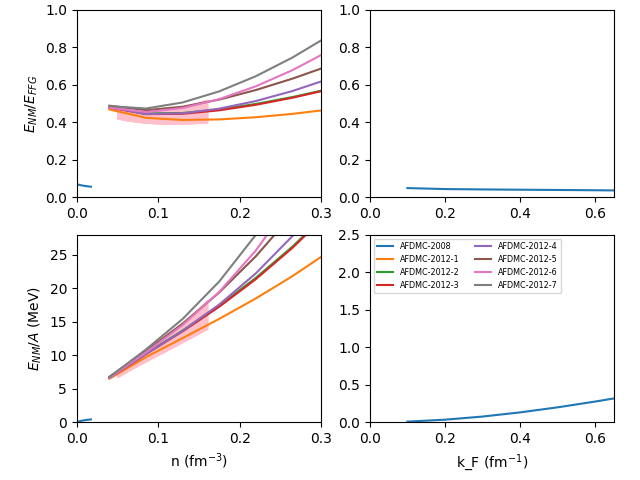 1.0
0.8
0.6
0.4
0.2
0.0
0.0 0.1 0.2 0.3
E_NM/E_FFG
1.0
0.8
0.6
0.4
0.2
0.0
0.0 0.2 0.4 0.6
25
20
15
10
5
0
0.0 0.1 0.2 0.3
E_NM/A (MeV)
n (fm⁻³)
2.5
2.0
1.5
1.0
0.5
0.0
0.0 0.2 0.4 0.6
k_F (fm⁻¹)
AFDMC-2008
AFDMC-2012-1
AFDMC-2012-2
AFDMC-2012-3
AFDMC-2012-4
AFDMC-2012-5
AFDMC-2012-6
AFDMC-2012-7